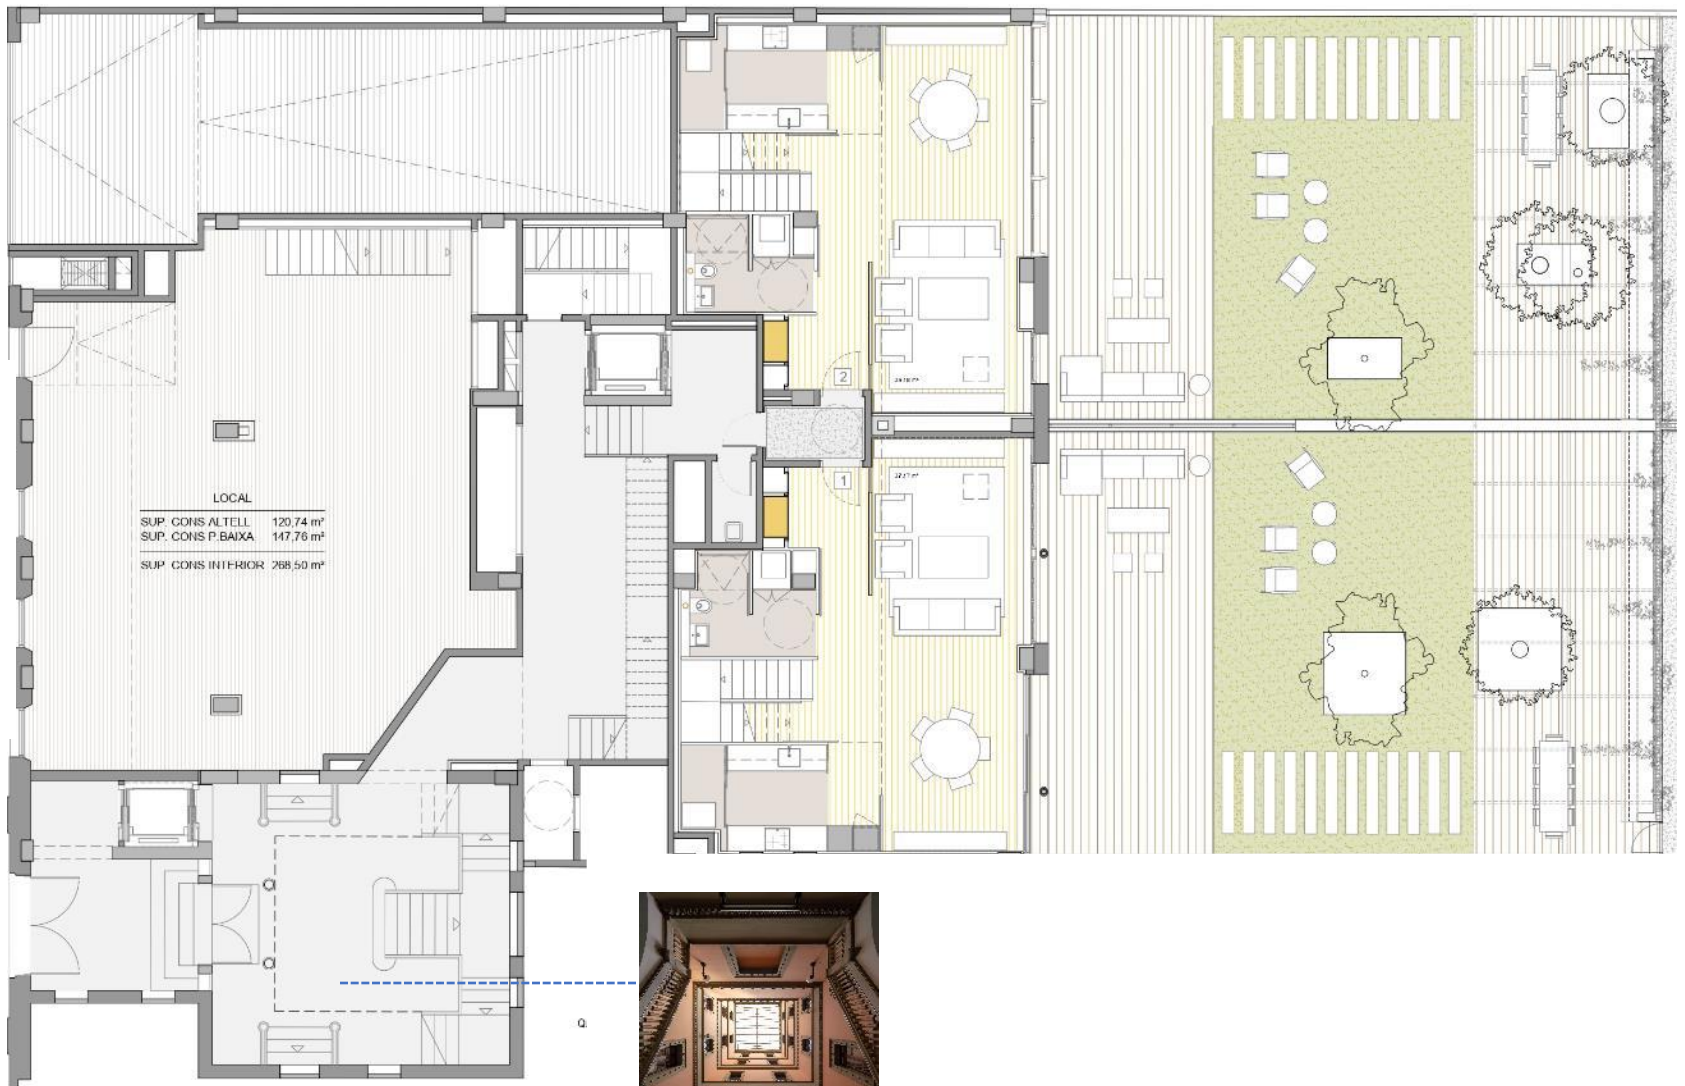 2
1
LOCAL
SUP. CONS ALTELL 120,74 m²
SUP. CONS P.BAIXA 147,76 m²
SUP. CONS INTERIOR 268,50 m²
Q.